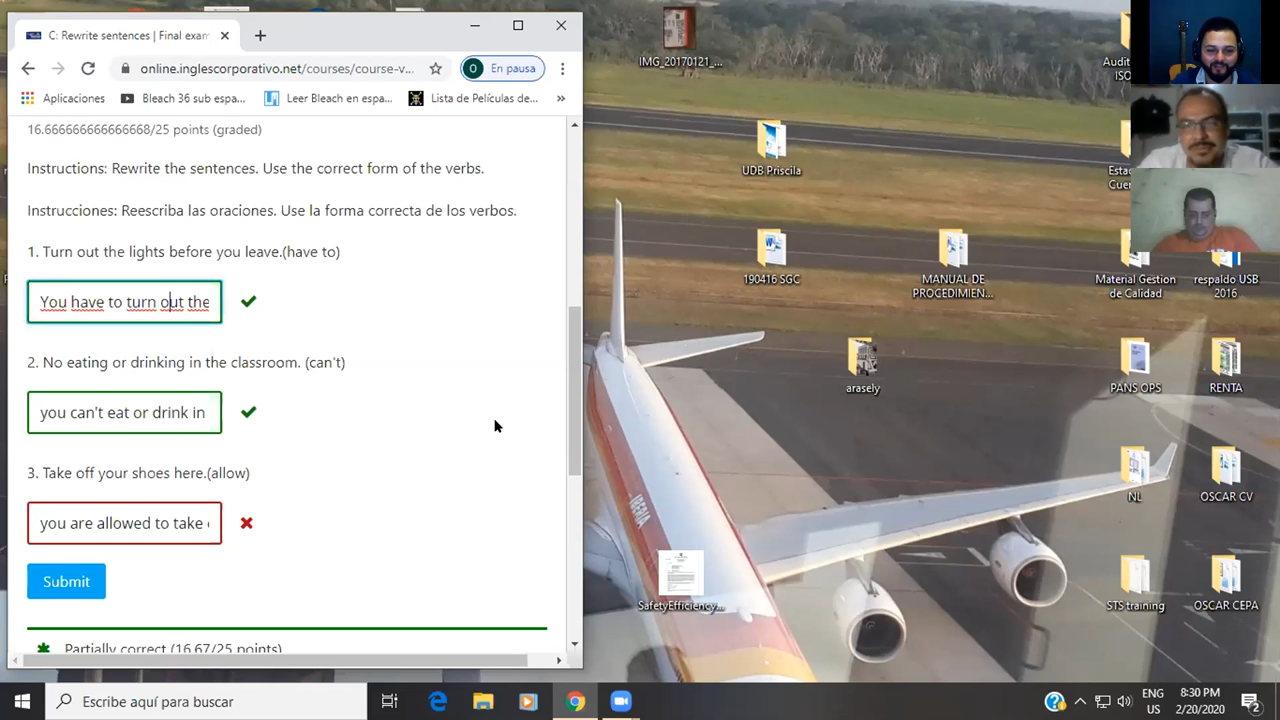 C: Rewrite sentences | Final exam
online.inglescorporativo.net/courses/course-v...
O En pausa
Aplicaciones
Bleach 36 sub espa...
Leer Bleach en espa...
Lista de Películas de...
»
16.666666666666668/25 points (graded)
Instructions: Rewrite the sentences. Use the correct form of the verbs.
Instrucciones: Reescriba las oraciones. Use la forma correcta de los verbos.
1. Turn out the lights before you leave.(have to)
You have to turn out the
2. No eating or drinking in the classroom. (can't)
you can't eat or drink in
3. Take off your shoes here.(allow)
you are allowed to take
Submit
Partially correct (16.67/25 points)
IMG_20170121_...
UDB Priscila
190416 SGC
MANUAL DE
PROCEDIMIEN...
Material Gestion
de Calidad
respaldo USB
2016
arasely
PANS OPS
RENTA
NL
OSCAR CV
IBERIA
SafetyEfficiency...
STS training
OSCAR CEPA
Escribe aquí para buscar
ENG
US
8:30 PM
2/20/2020
2